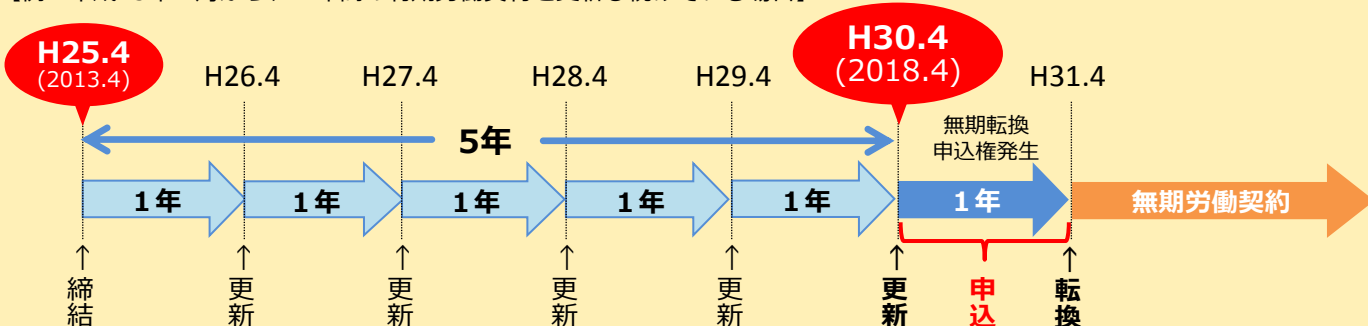 H25.4
(2013.4)
H26.4
H27.4
H28.4
H29.4
H30.4
(2018.4)
H31.4
5年
無期転換
申込権発生
1年
1年
1年
1年
1年
1年
無期労働契約
↑
締結
↑
更新
↑
更新
↑
更新
↑
更新
↑
更新
申込
↑
転換